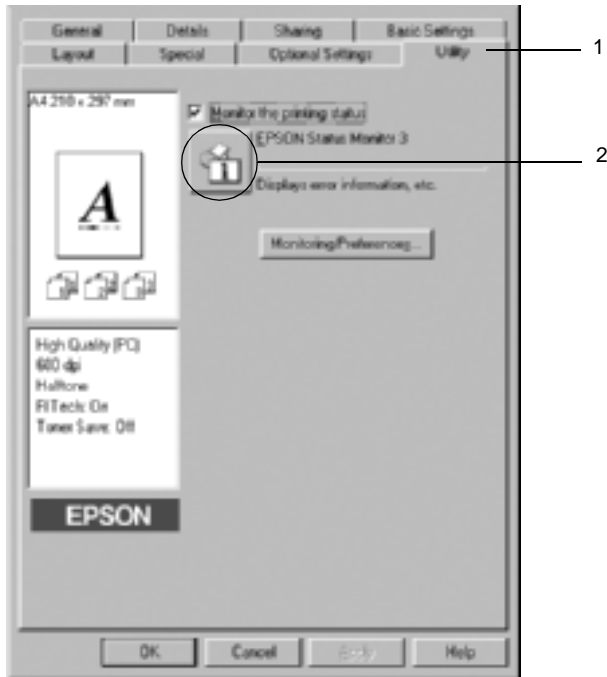 General Details Sharing Basic Settings
Layout Special Optional Settings Utility
1
A4 210 x 297 mm
Monitor the printing status
EPSON Status Monitor 3
2
Displays error information, etc.
A
Monitoring Preferences...
High Quality (PC)
600 dpi
Halftone
RITech: On
Toner Save: Off
EPSON
OK Cancel Apply Help